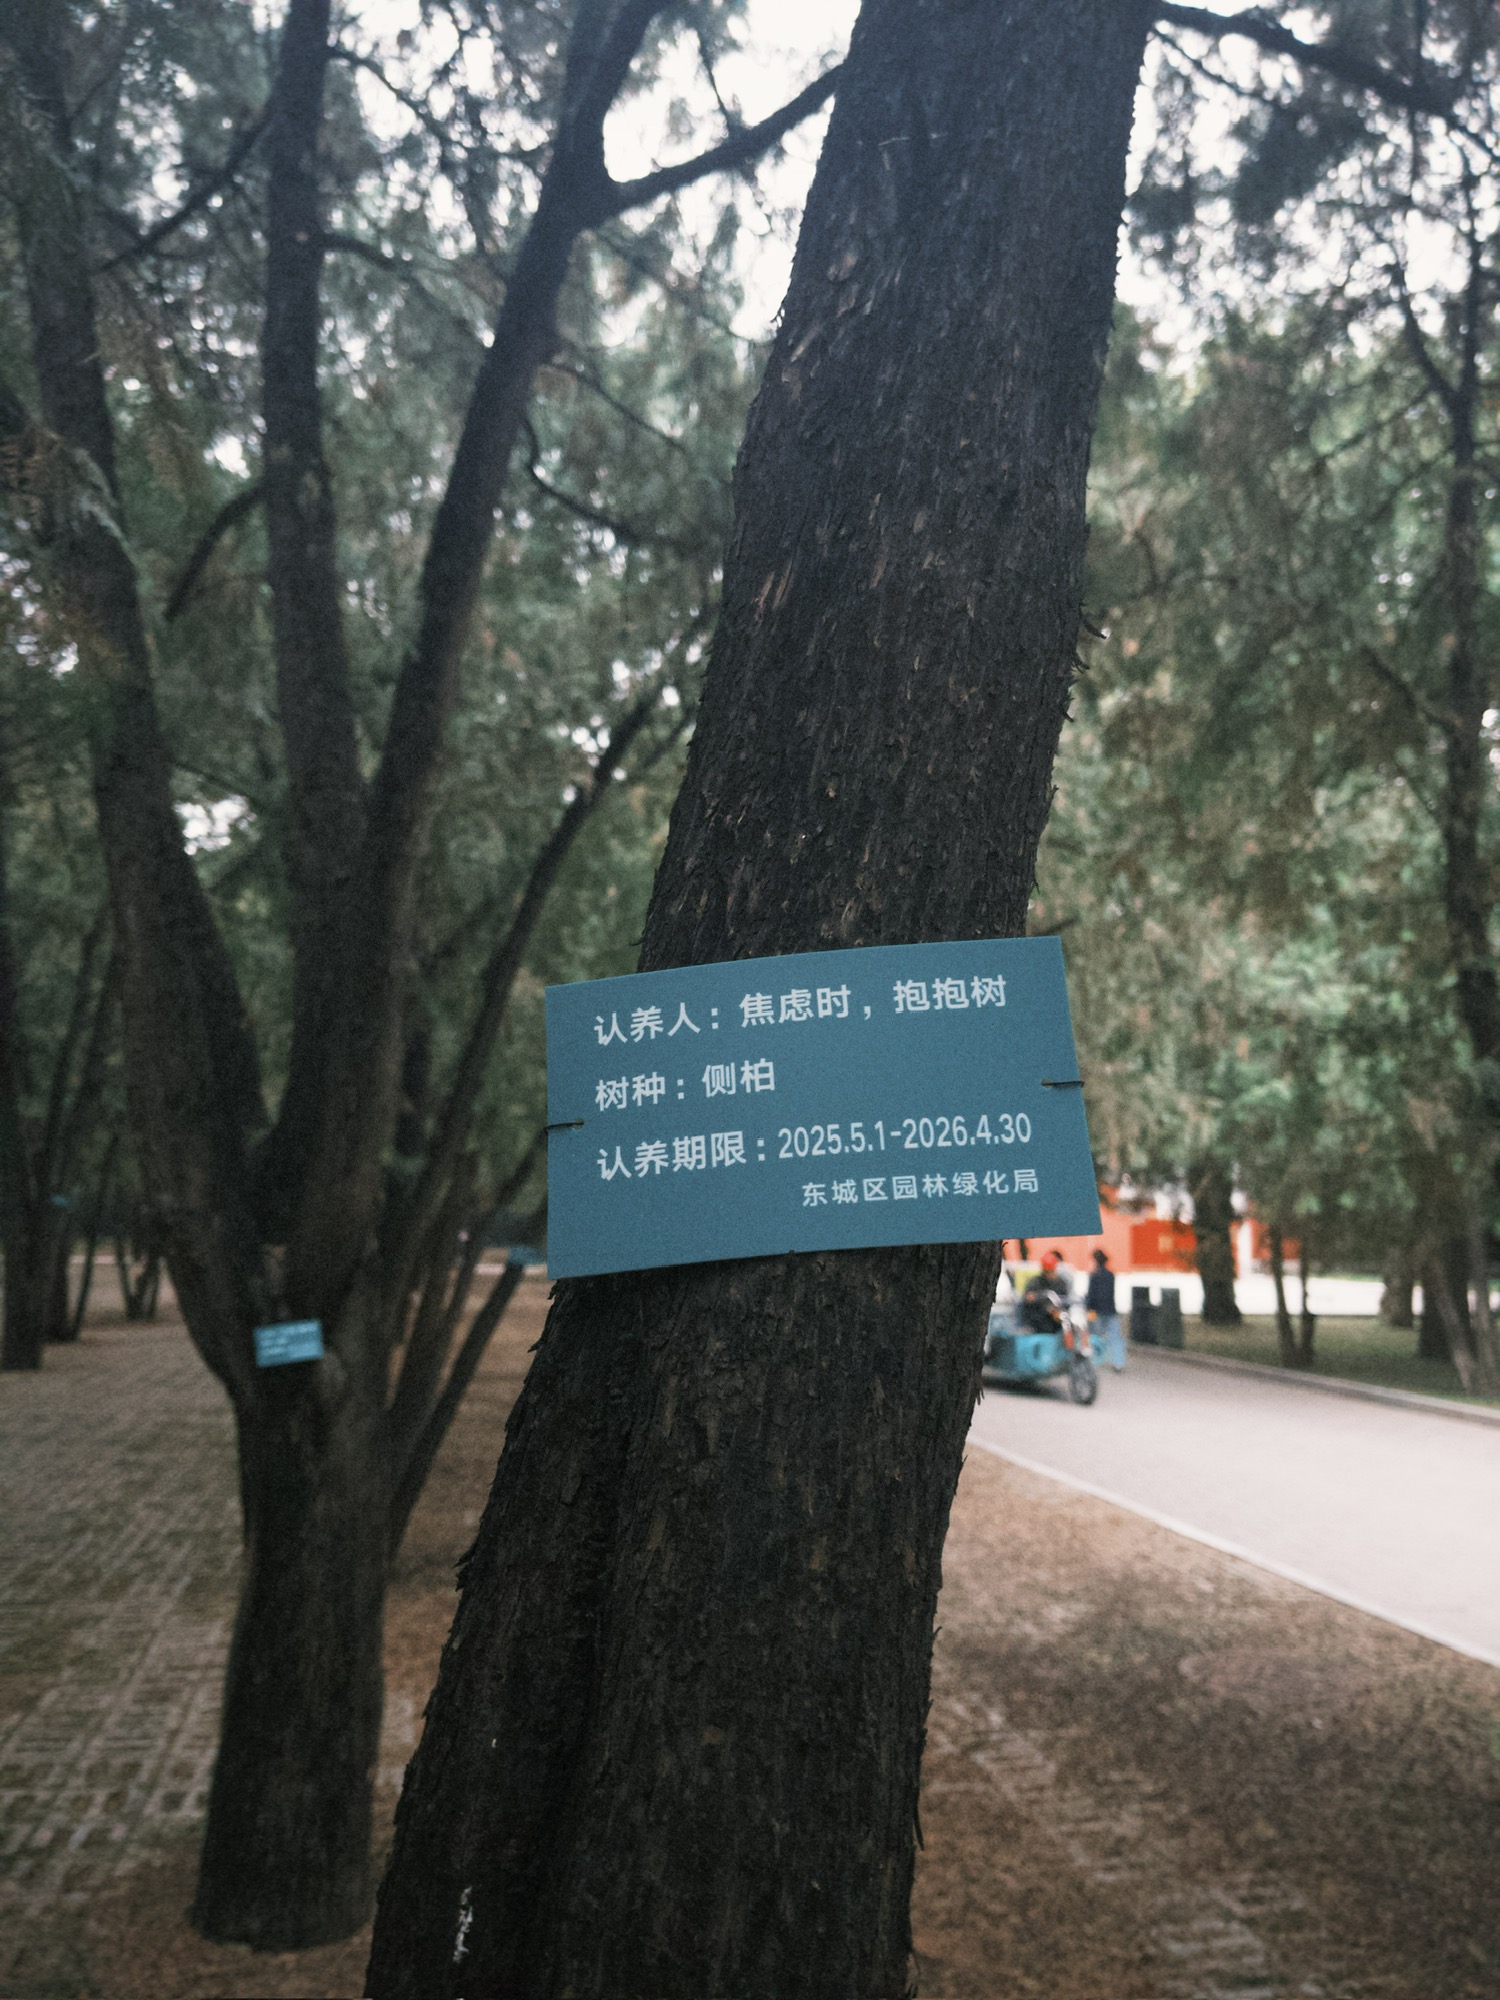 认养人：焦虑时，抱抱树
树种：侧柏
认养期限：2025.5.1-2026.4.30
东城区园林绿化局